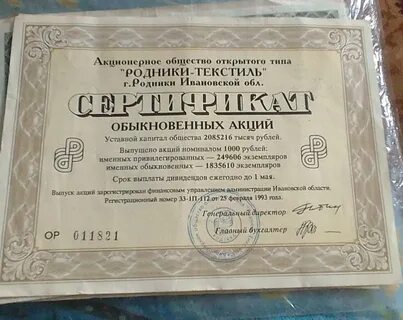 Акционерное общество открытого типа
"РОДНИКИ-ТЕКСТИЛЬ"
г.Родники Ивановской обл.
СЕРТИФИКАТ
ОБЫКНОВЕННЫХ АКЦИЙ
Уставной капитал общества 2085216 тысяч рублей.
Выпущено акций номиналом 1000 рублей:
именных привилегированных — 249606 экземпляров
именных обыкновенных — 1835610 экземпляров
Срок выплаты дивидендов ежегодно до 1 мая.
Выпуск акций зарегистрирован финансовым управлением администрации Ивановской области.
Регистрационный номер 33-1П-112 от 25 февраля 1993 года.
Генеральный директор
Главный бухгалтер
ОР 011821